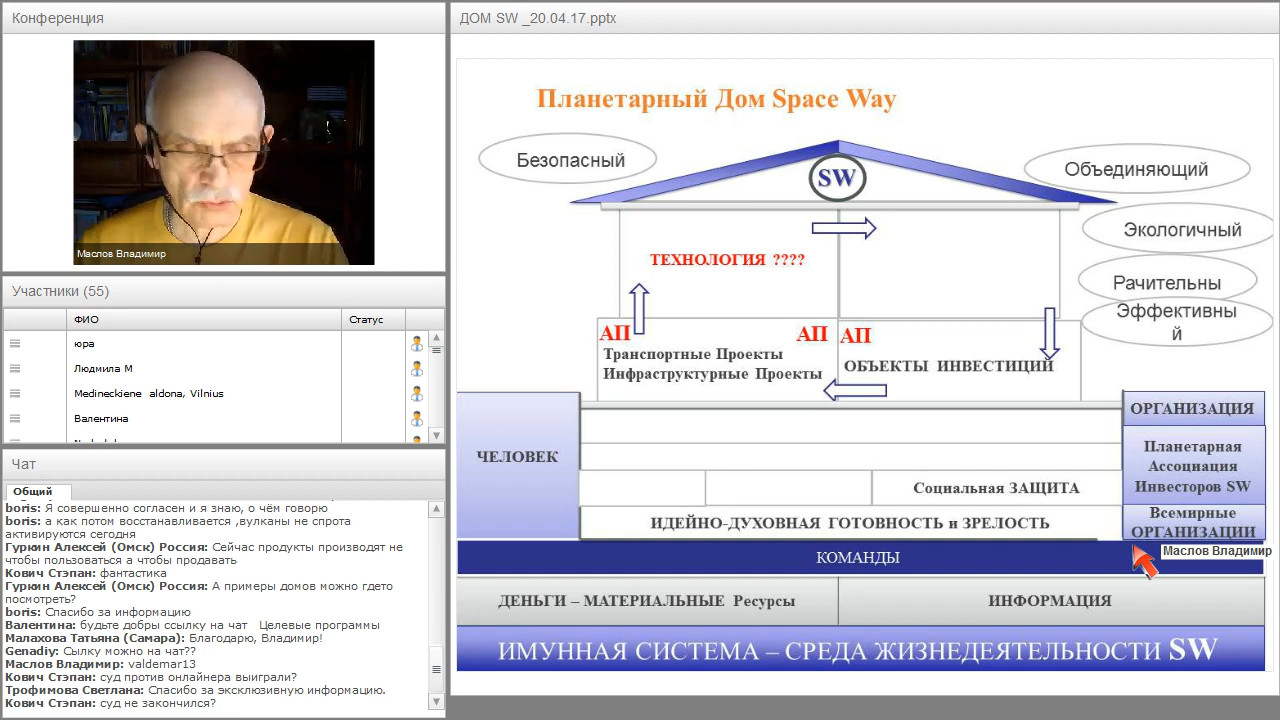 Конференция
Маслов Владимир
Участники (55)
ФИО
Статус
юра
Людмила М
Medineckiene aldona, Vilnius
Валентина
Чат
Общий
boris: Я совершенно согласен и я знаю, о чём говорю
boris: а как потом восстанавливается ,вулканы не спрота
активируются сегодня
Гуркин Алексей (Омск) Россия: Сейчас продукты производят не
чтобы пользоваться а чтобы продавать
Кович Стэпан: фантастика
Гуркин Алексей (Омск) Россия: А примеры домов можно гдето
посмотреть?
boris: Спасибо за информацию
Валентина: будьте добры ссылку на чат Целевые программы
Малахова Татьяна (Самара): Благодарю, Владимир!
Genadiy: Сылку можно на чат??
Маслов Владимир: valdemar13
Кович Стэпан: суд против онлайнера выиграли?
Трофимова Светлана: Спасибо за эксклюзивную информацию.
Кович Стэпан: суд не закончился?
ДОМ SW _20.04.17.pptx
Планетарный Дом Space Way
Безопасный
SW
Объединяющий
Экологичный
Рачительны
Эффективны
й
ТЕХНОЛОГИЯ ????
АП
АП
АП
Транспортные Проекты
Инфраструктурные Проекты
ОБЪЕКТЫ ИНВЕСТИЦИЙ
ЧЕЛОВЕК
ОРГАНИЗАЦИЯ
Планетарная
Ассоциация
Инвесторов SW
Всемирные
ОРГАНИЗАЦИИ
Социальная ЗАЩИТА
ИДЕЙНО-ДУХОВНАЯ ГОТОВНОСТЬ и ЗРЕЛОСТЬ
Маслов Владимир
КОМАНДЫ
ДЕНЬГИ – МАТЕРИАЛЬНЫЕ Ресурсы
ИНФОРМАЦИЯ
ИМУННАЯ СИСТЕМА – СРЕДА ЖИЗНЕДЕЯТЕЛЬНОСТИ SW